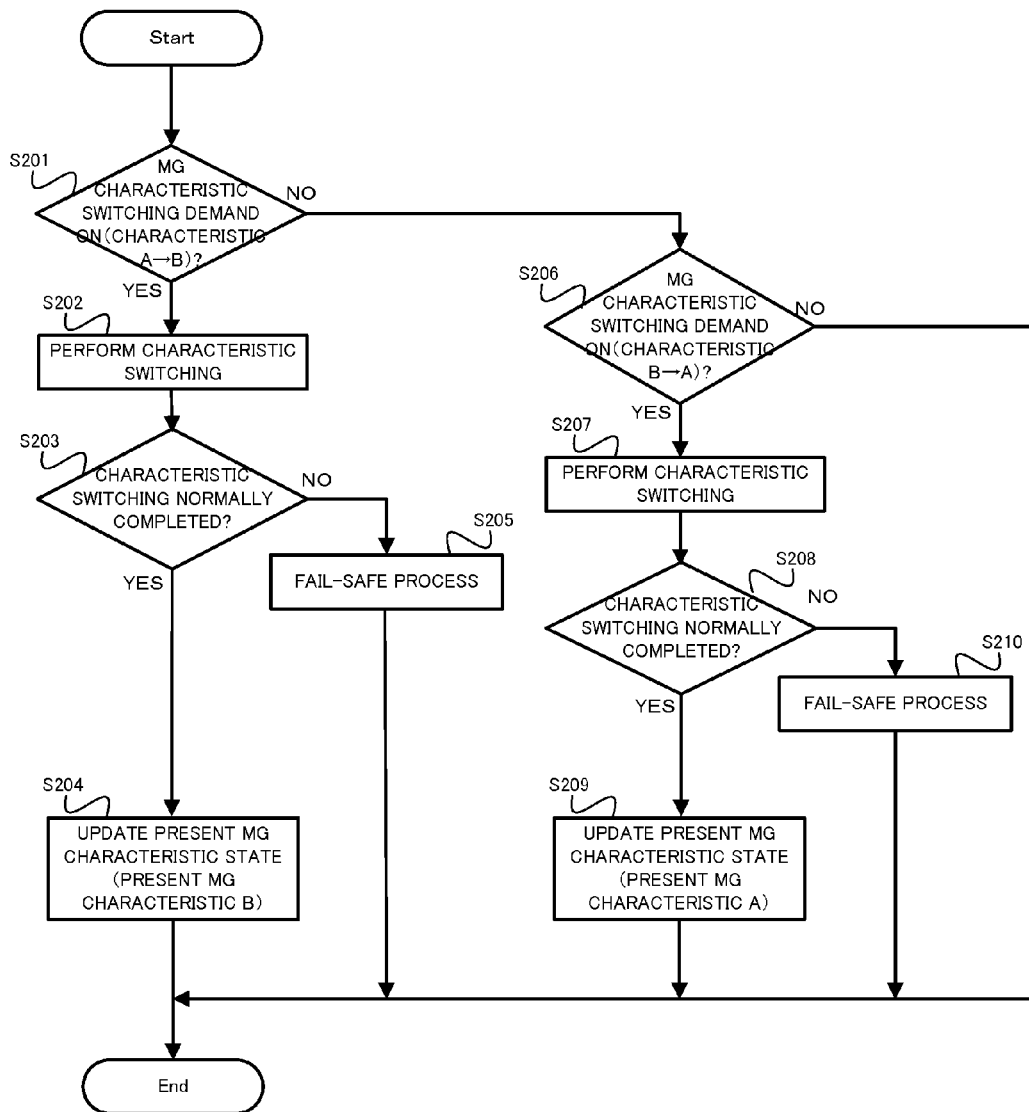 Start
S201
MG
CHARACTERISTIC
SWITCHING DEMAND
ON(CHARACTERISTIC
A→B)?
NO
YES
S202
PERFORM CHARACTERISTIC
SWITCHING
S203
CHARACTERISTIC
SWITCHING NORMALLY
COMPLETED?
NO
YES
S205
FAIL-SAFE PROCESS
S204
UPDATE PRESENT MG
CHARACTERISTIC STATE
(PRESENT MG
CHARACTERISTIC B)
S206
MG
CHARACTERISTIC
SWITCHING DEMAND
ON(CHARACTERISTIC
B→A)?
NO
YES
S207
PERFORM CHARACTERISTIC
SWITCHING
S208
CHARACTERISTIC
SWITCHING NORMALLY
COMPLETED?
NO
YES
S210
FAIL-SAFE PROCESS
S209
UPDATE PRESENT MG
CHARACTERISTIC STATE
(PRESENT MG
CHARACTERISTIC A)
End